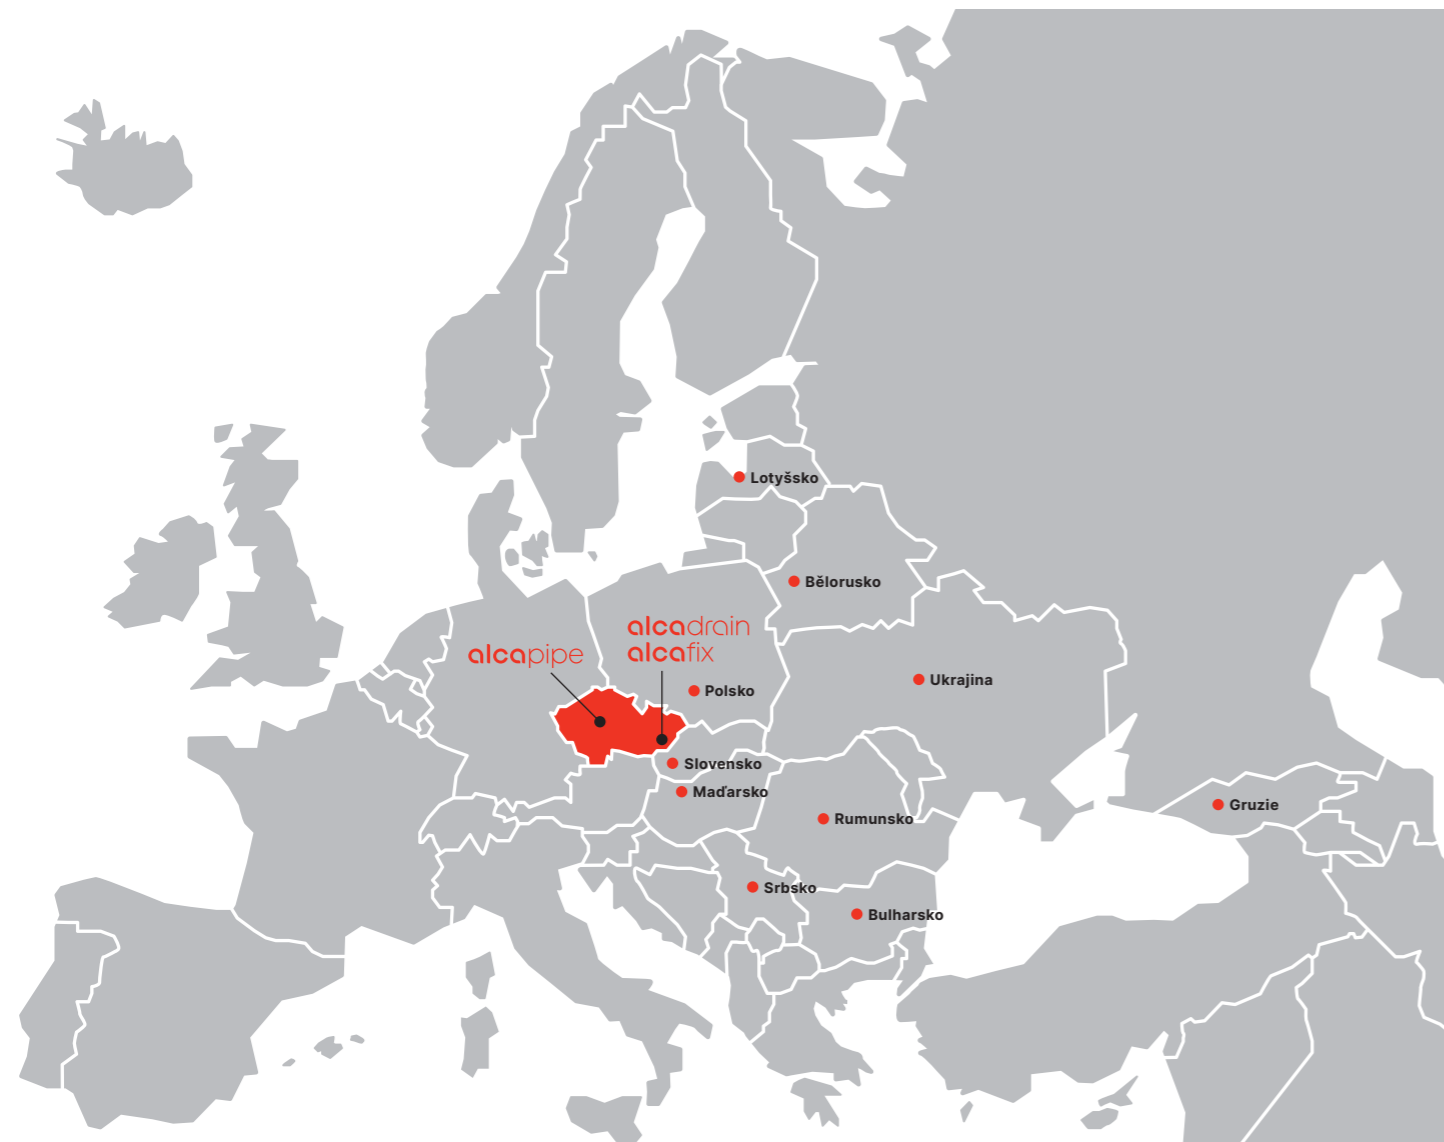 Lotyšsko
Bělorusko
alcadrain
alcafix
alcapipe
Ukrajina
Polsko
Slovensko
Maďarsko
Gruzie
Rumunsko
Srbsko
Bulharsko